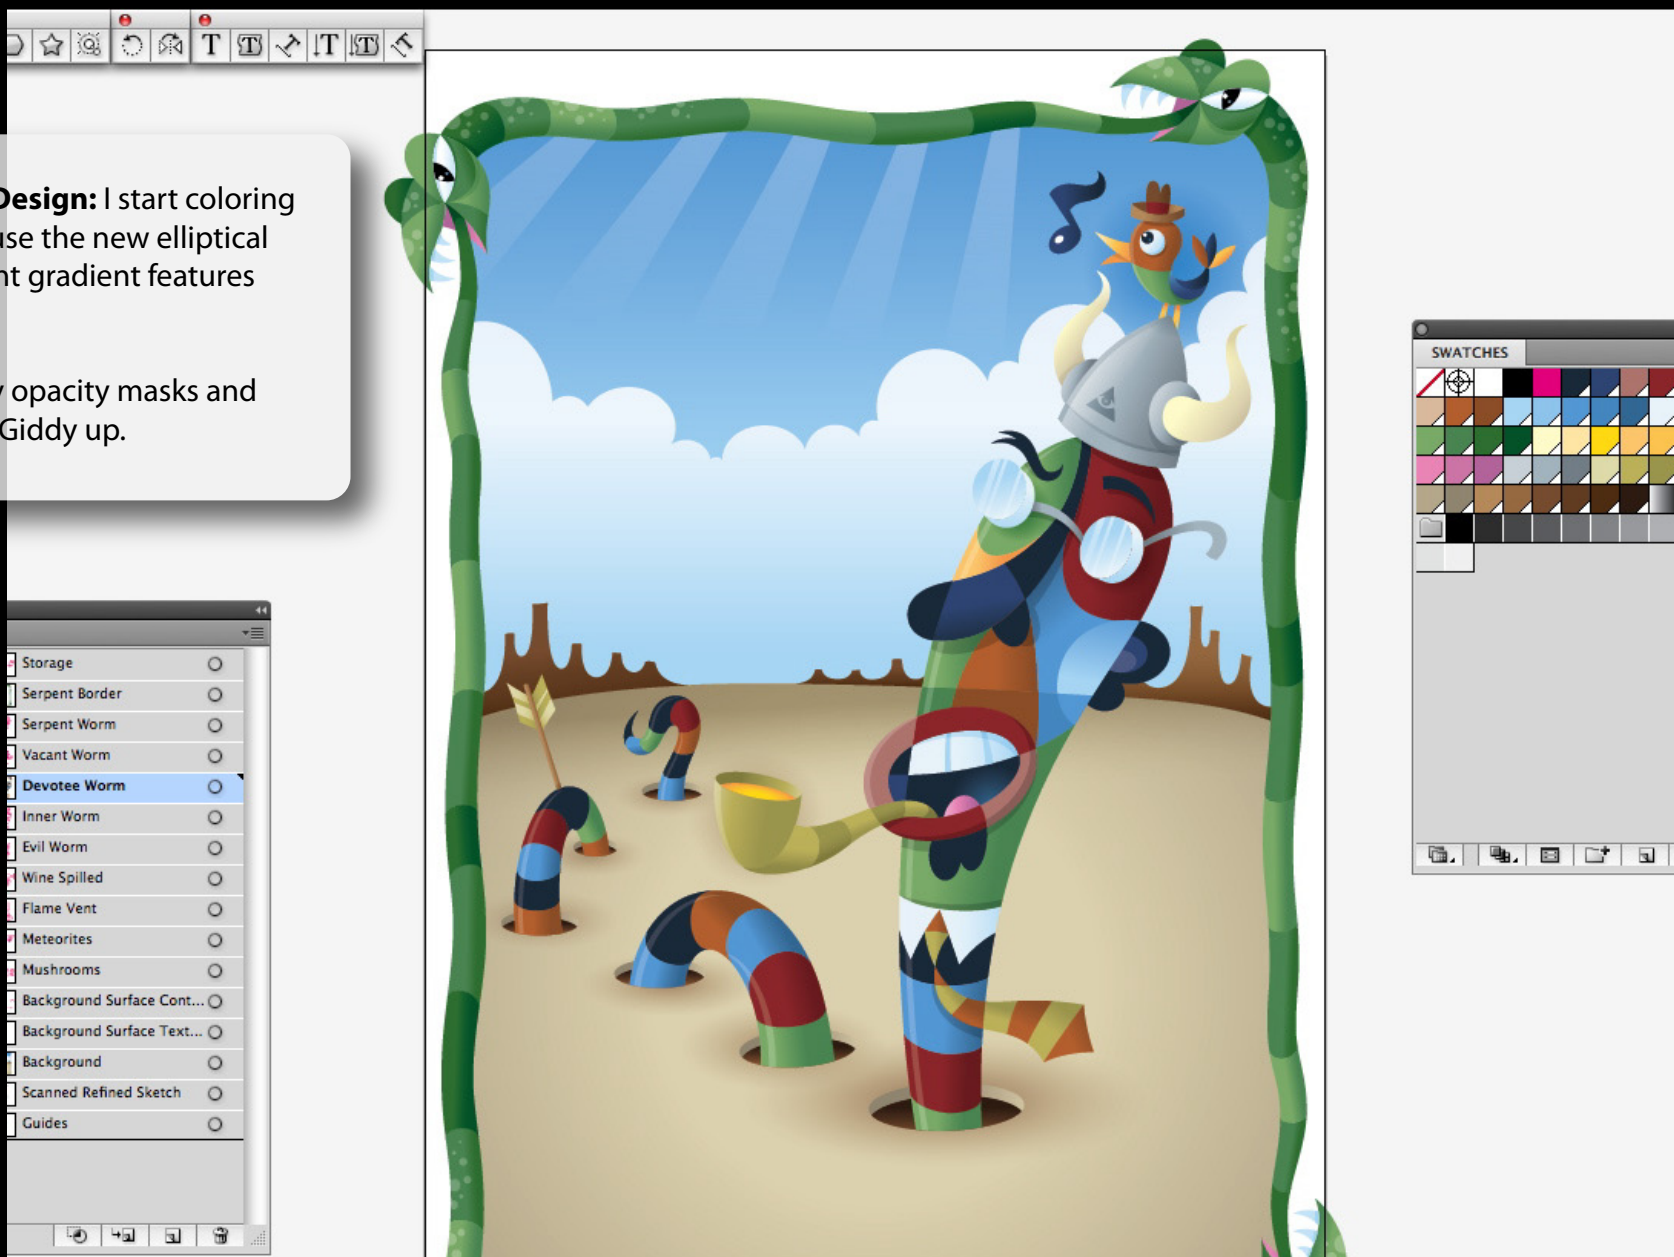 Design: I start coloring
use the new elliptical
nt gradient features
y opacity masks and
Giddy up.
SWATCHES
Storage
Serpent Border
Serpent Worm
Vacant Worm
Devotee Worm
Inner Worm
Evil Worm
Wine Spilled
Flame Vent
Meteorites
Mushrooms
Background Surface Cont...
Background Surface Text...
Background
Scanned Refined Sketch
Guides